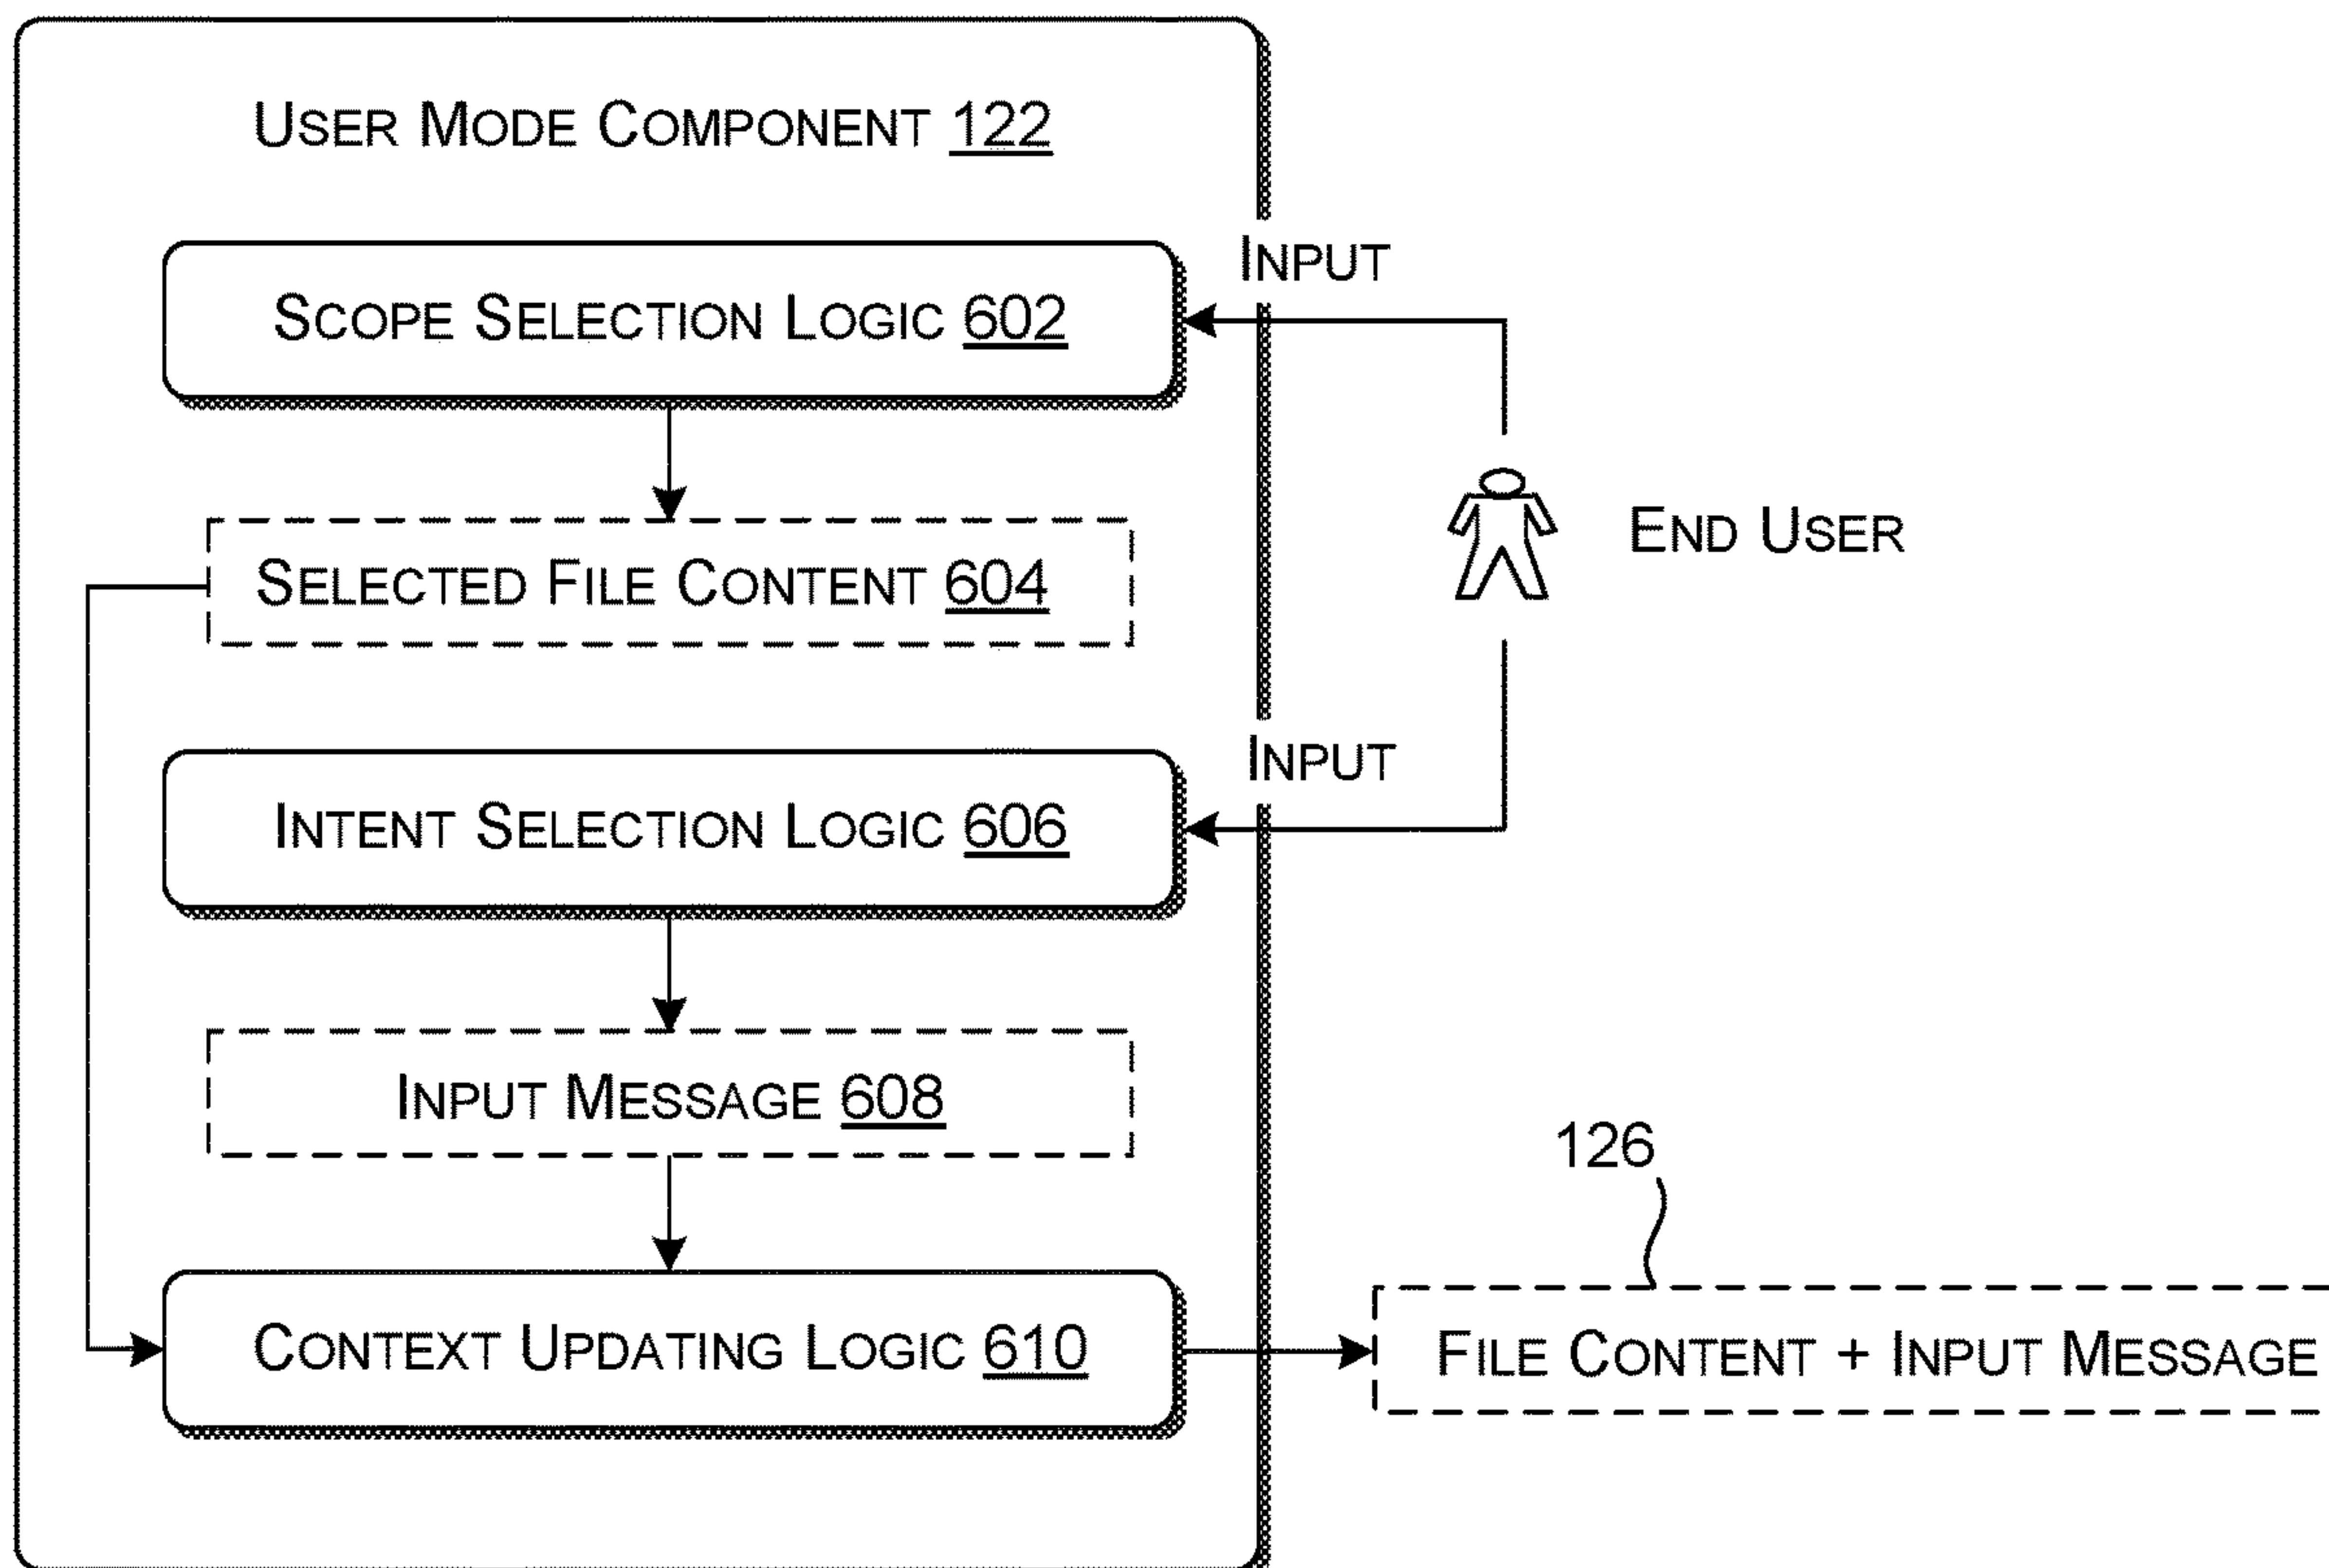 USER MODE COMPONENT 122
INPUT
SCOPE SELECTION LOGIC 602
END USER
SELECTED FILE CONTENT 604
INPUT
INTENT SELECTION LOGIC 606
INPUT MESSAGE 608
126
CONTEXT UPDATING LOGIC 610
FILE CONTENT + INPUT MESSAGE